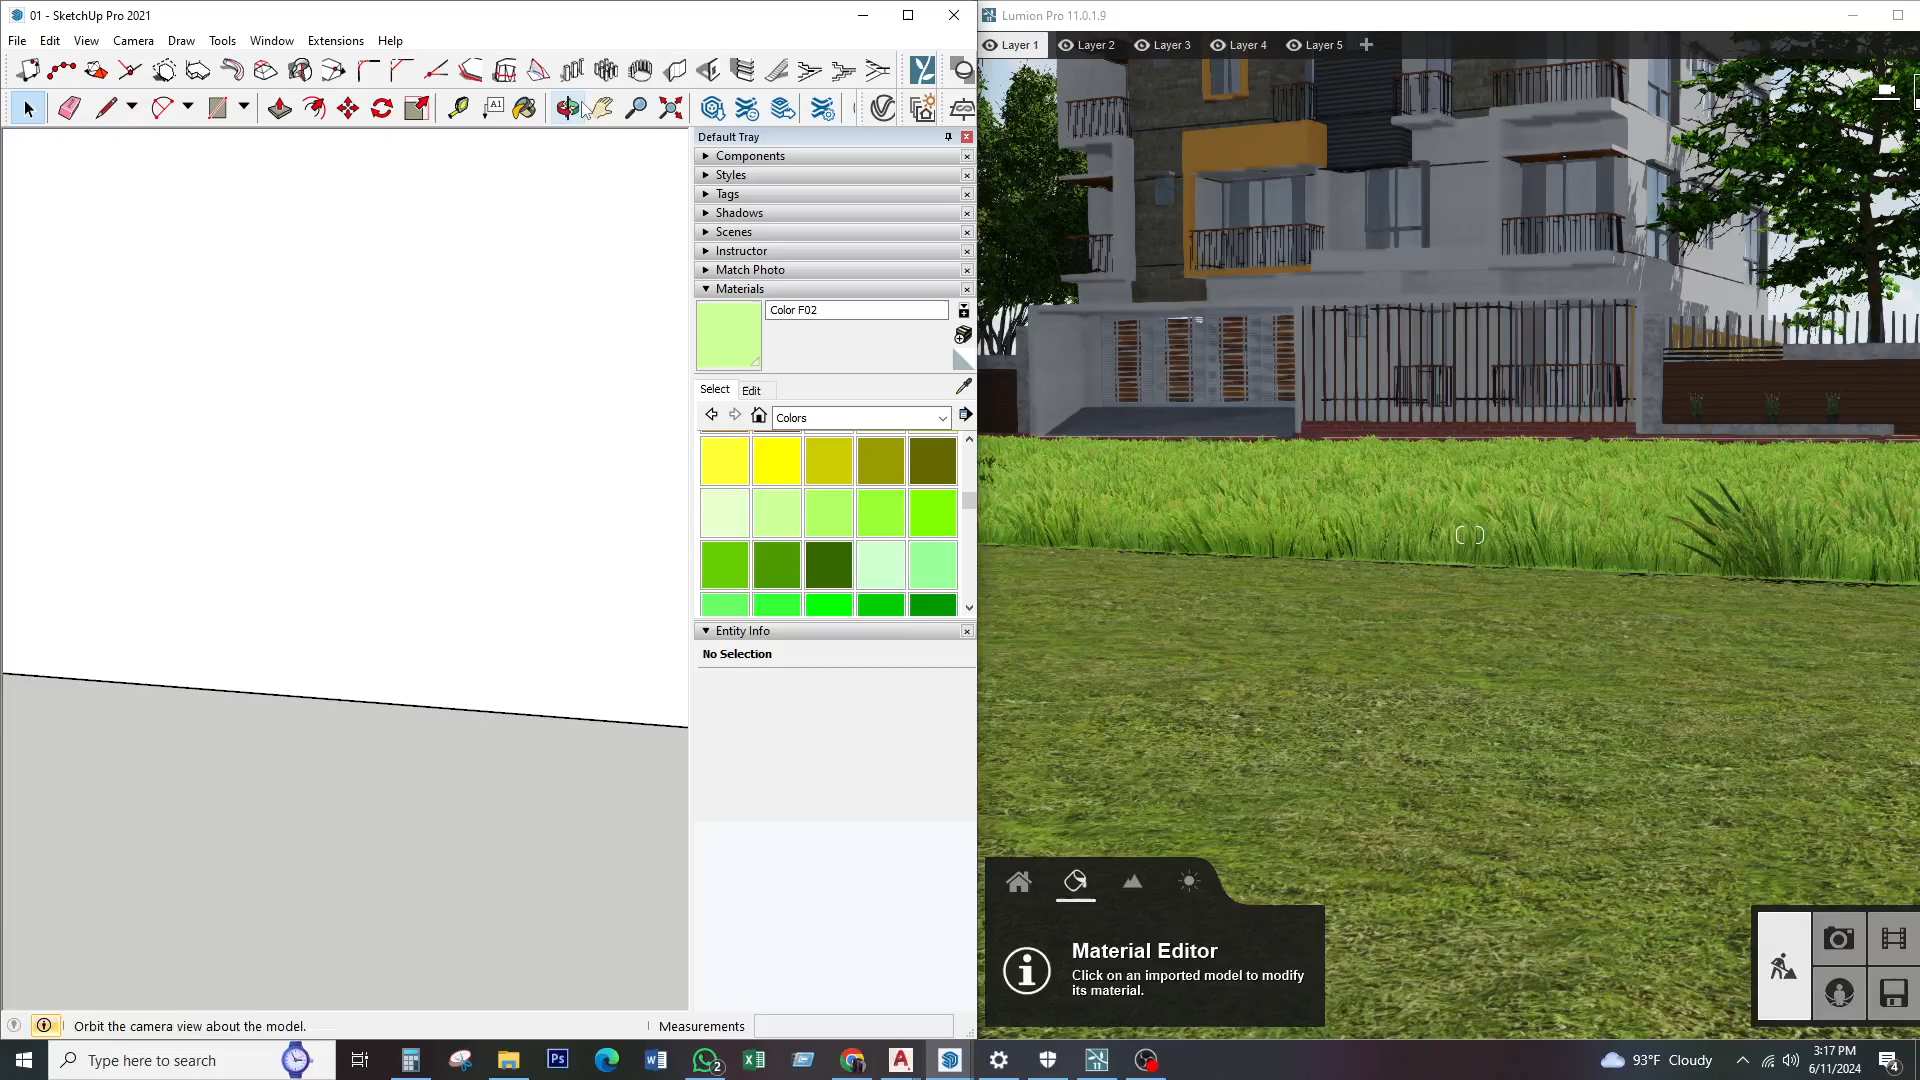 01 - SketchUp Pro 2021
File Edit View Camera Draw Tools Window Extensions Help
A1
Default Tray
Components
Styles
Tags
Shadows
Scenes
Instructor
Match Photo
Materials
Color F02
Select Edit
Colors
Entity Info
No Selection
Orbit the camera view about the model.
Measurements
Lumion Pro 11.0.1.9
Layer 1 Layer 2 Layer 3 Layer 4 Layer 5
Material Editor
Click on an imported model to modify
its material.
Type here to search
Ps
2
93°F Cloudy
3:17 PM
6/11/2024
4